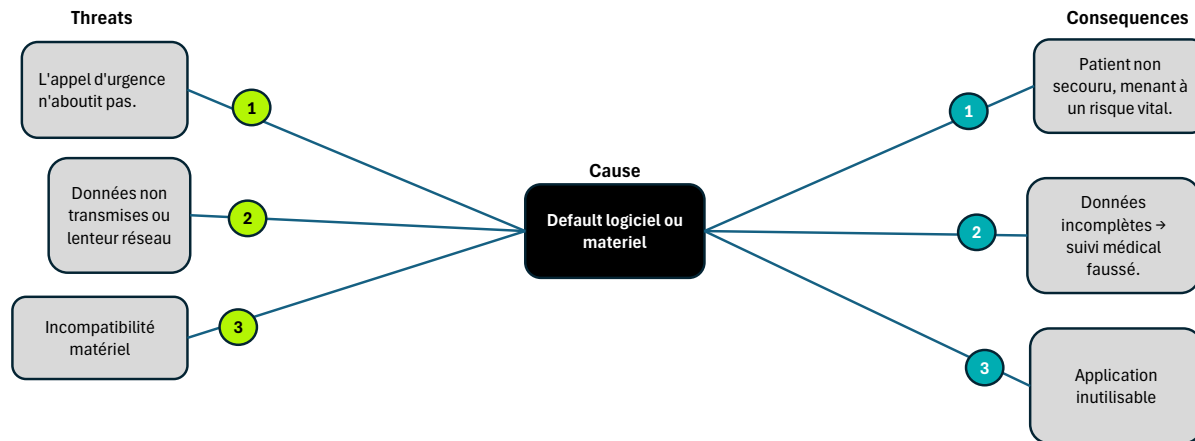 Threats
L'appel d'urgence
n'aboutit pas.
1
Données non
transmises ou
lenteur réseau
2
Incompatibilité
matériel
3
Cause
Default logiciel ou
materiel
Consequences
Patient non
secouru, menant à
un risque vital.
1
Données
incomplètes →
suivi médical
faussé.
2
Application
inutilisable
3